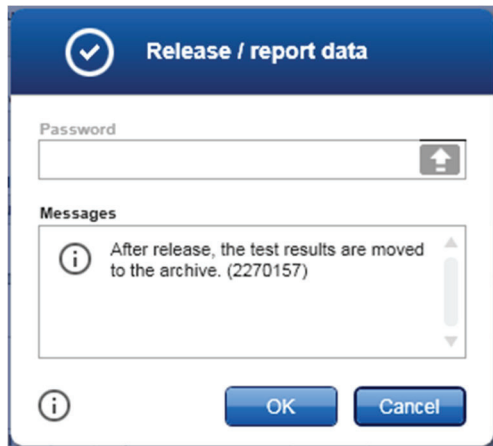 Release / report data
Password
Messages
After release, the test results are moved
to the archive. (2270157)
OK
Cancel